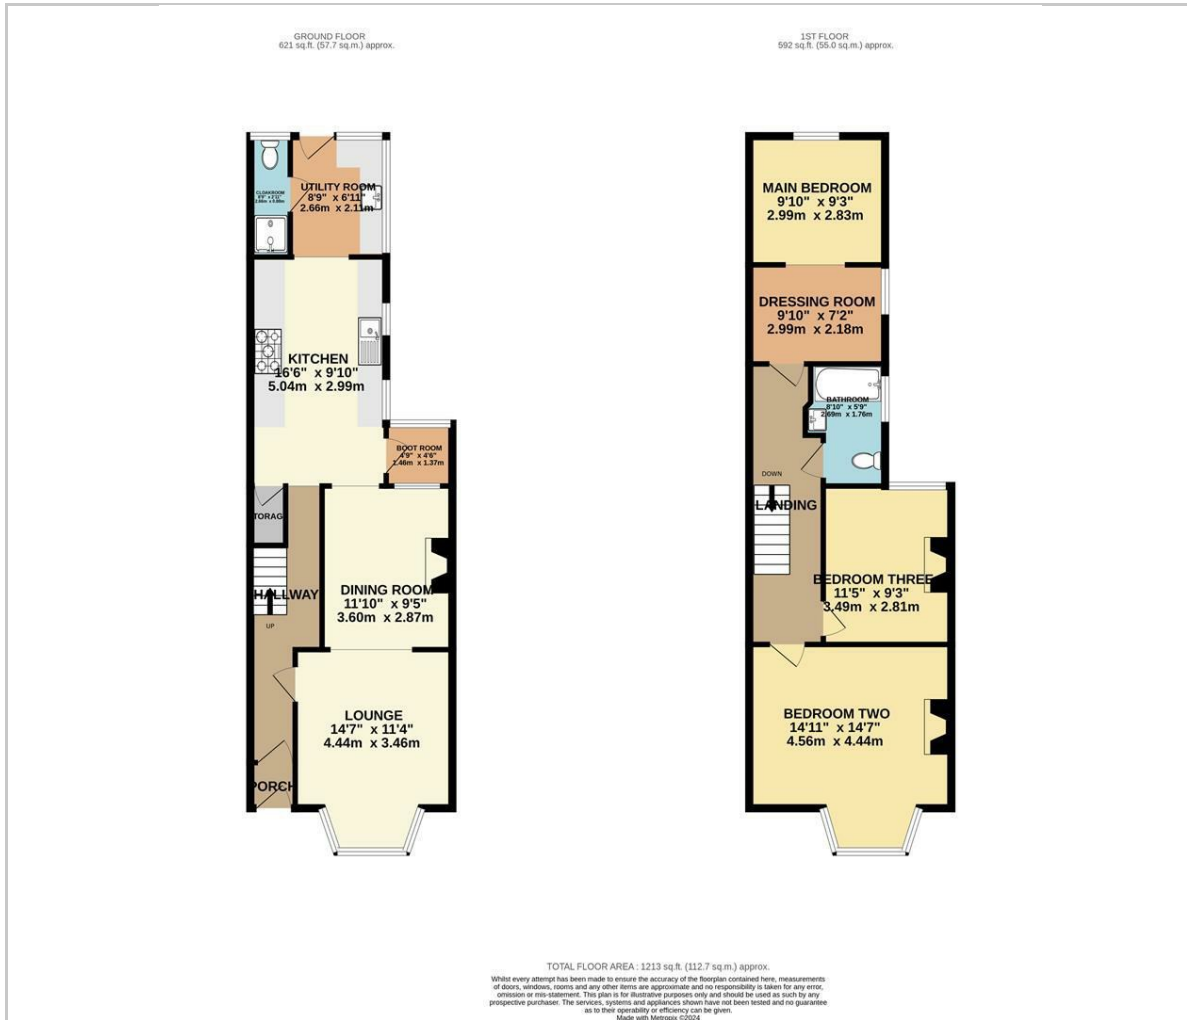 GROUND FLOOR
621 sq.ft. (57.7 sq.m.) approx.
UTILITY ROOM
8'9" x 6'11"
2.66m x 2.11m
CLOAKROOM
KITCHEN
16'6" x 9'10"
5.04m x 2.99m
BOOT ROOM
4'9" x 4'6"
1.46m x 1.37m
TORAG
HALLWAY
UP
DINING ROOM
11'10" x 9'5"
3.60m x 2.87m
LOUNGE
14'7" x 11'4"
4.44m x 3.46m
PORCH
1ST FLOOR
592 sq.ft. (55.0 sq.m.) approx.
MAIN BEDROOM
9'10" x 9'3"
2.99m x 2.83m
DRESSING ROOM
9'10" x 7'2"
2.99m x 2.18m
BATHROOM
8'10" x 5'9"
2.69m x 1.76m
DOWN
LANDING
BEDROOM THREE
11'5" x 9'3"
3.49m x 2.81m
BEDROOM TWO
14'11" x 14'7"
4.56m x 4.44m
TOTAL FLOOR AREA : 1213 sq.ft. (112.7 sq.m.) approx.
Whilst every attempt has been made to ensure the accuracy of the floorplan contained here, measurements
of doors, windows, rooms and any other items are approximate and no responsibility is taken for any error,
omission or mis-statement. This plan is for illustrative purposes only and should be used as such by any
prospective purchaser. The services, systems and appliances shown have not been tested and no guarantee
as to their operability or efficiency can be given.
Made with Metropix ©2024